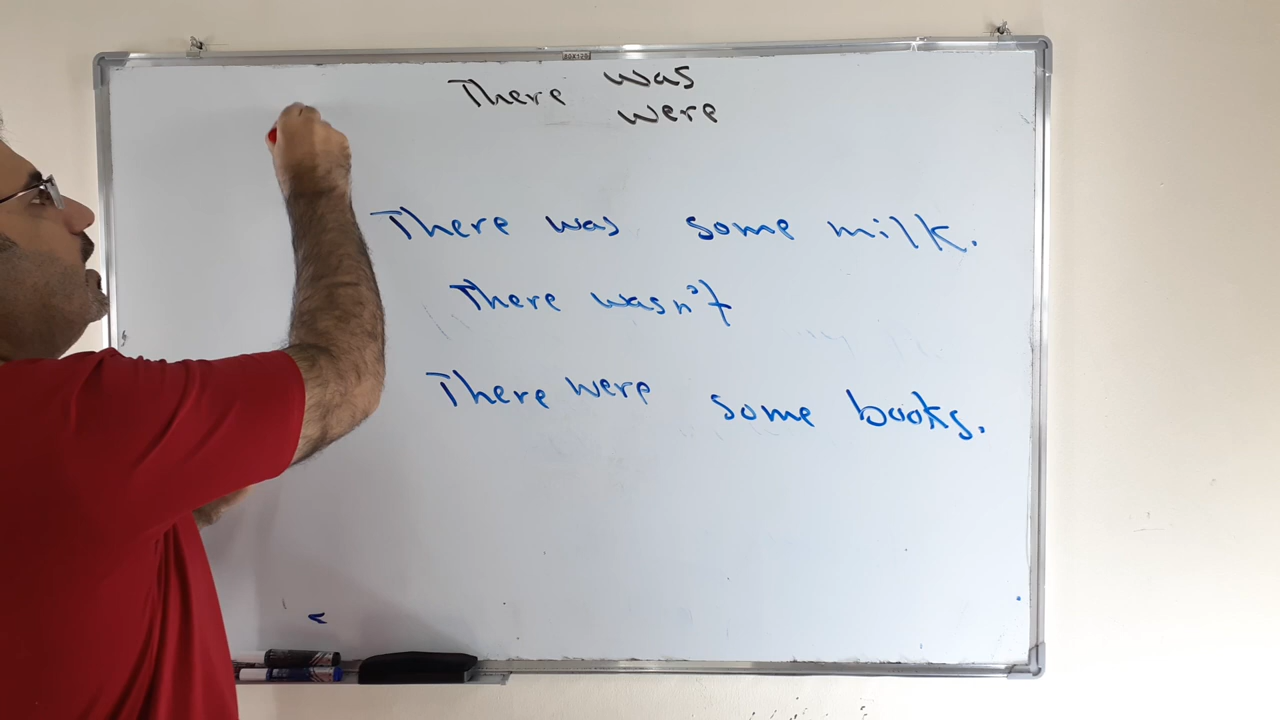 There was
were
There was some milk.
There wasn't
There were some books.